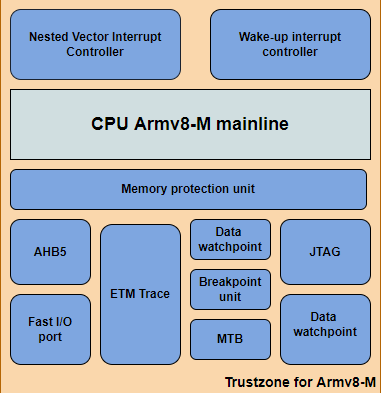 Nested Vector Interrupt
Controller
Wake-up interrupt
controller
CPU Armv8-M mainline
Memory protection unit
AHB5
ETM Trace
Data
watchpoint
JTAG
Breakpoint
unit
Fast I/O
port
MTB
Data
watchpoint
Trustzone for Armv8-M